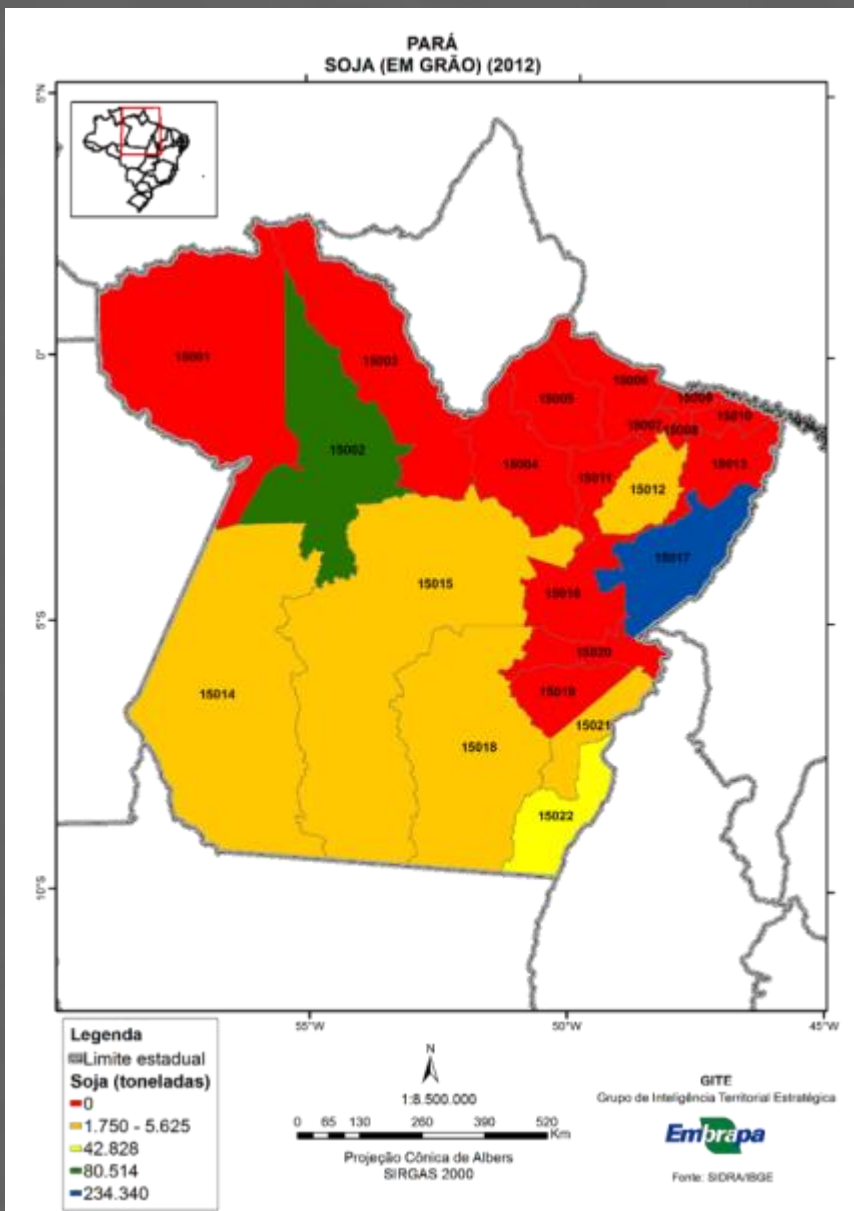 PARÁ
SOJA (EM GRÃO) (2012)
5°N
0°
5°S
10°S
15001
15003
15002
15005
15006
15009
15010
15007
15008
15004
15011
15013
15012
15017
15015
15016
15020
15014
15019
15021
15018
15022
55°W
50°W
45°W
Legenda
Limite estadual
Soja (toneladas)
0
1.750 - 5.625
42.828
80.514
234.340
N
1:8.500.000
0 65 130 260 390 520
Km
Projeção Cônica de Albers
SIRGAS 2000
GITE
Grupo de Inteligência Territorial Estratégica
Embrapa
Fonte: SIDRA/IBGE